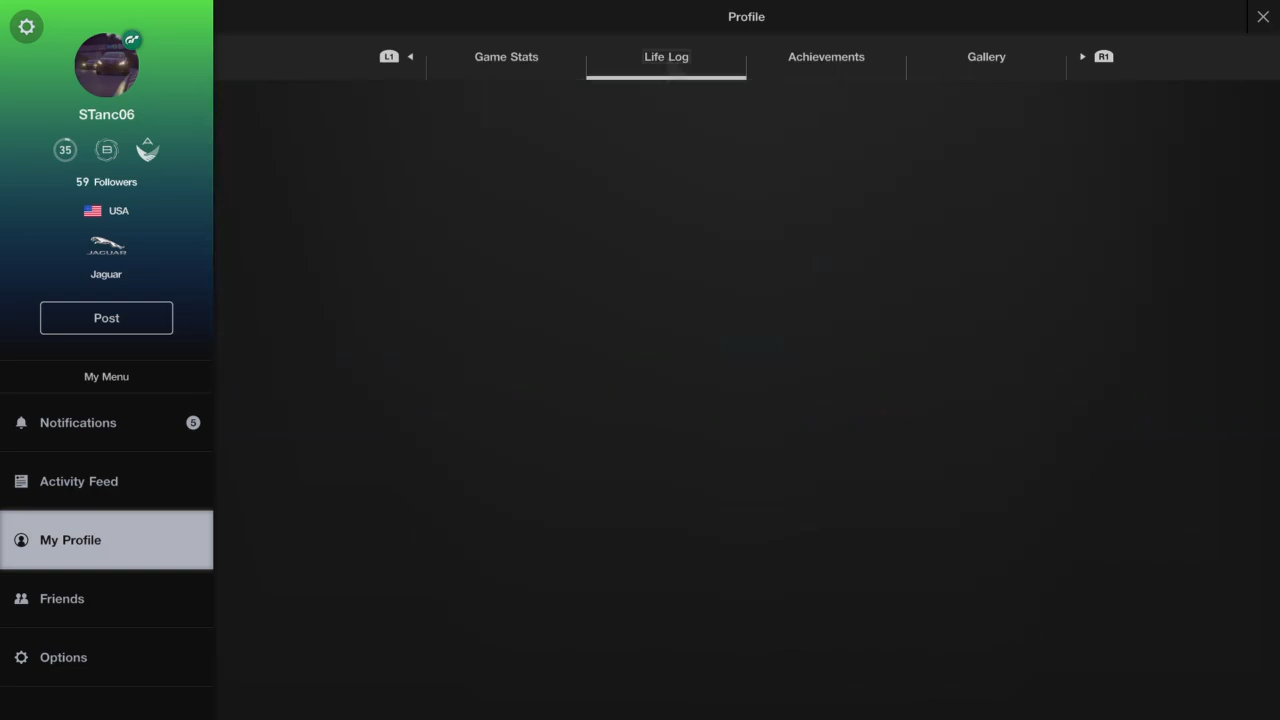 Profile
L1
Game Stats
Life Log
Achievements
Gallery
R1
STanc06
35
B
59 Followers
USA
JAGUAR
Jaguar
Post
My Menu
Notifications
5
Activity Feed
My Profile
Friends
Options